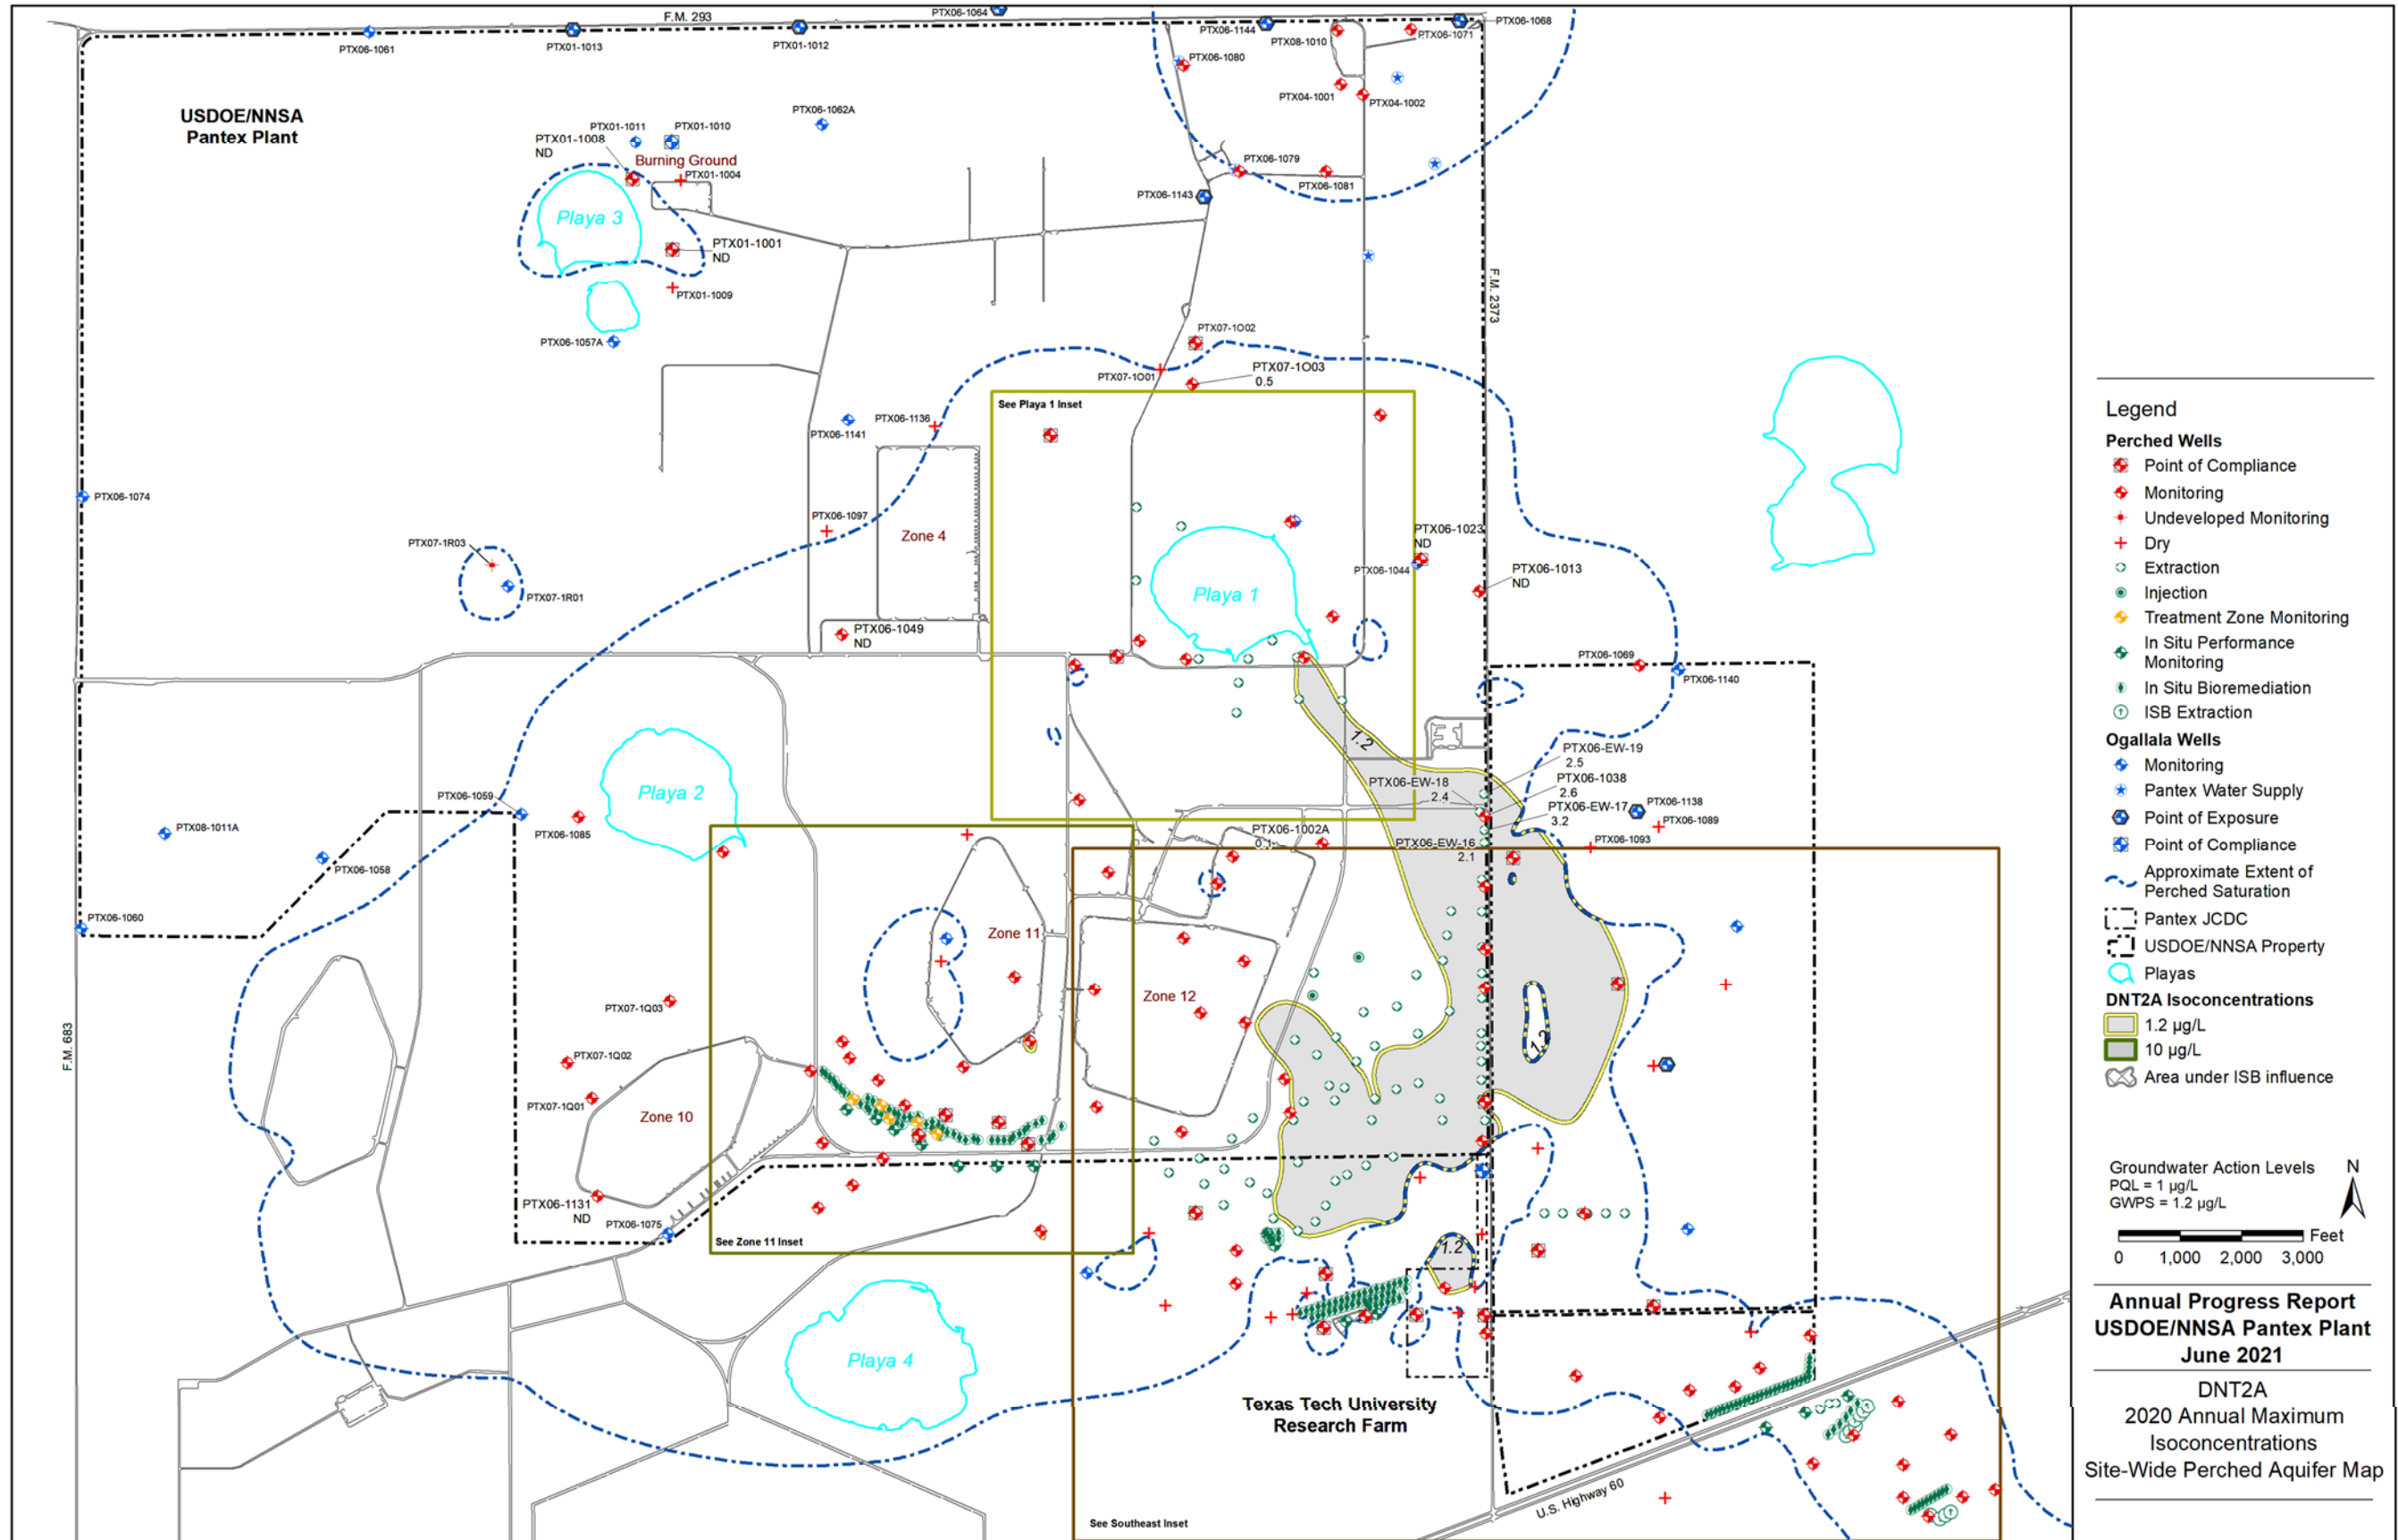 F.M. 293
PTX06-1064
PTX06-1061
PTX01-1013
PTX01-1012
PTX06-1144
PTX08-1010
PTX06-1068
PTX06-1071
PTX06-1080
PTX04-1001
PTX04-1002
USDOE/NNSA
Pantex Plant
PTX06-1062A
PTX01-1011
PTX01-1010
PTX01-1008
ND
Burning Ground
PTX01-1004
Playa 3
PTX01-1001
ND
PTX01-1009
PTX06-1057A
PTX06-1079
PTX06-1081
PTX06-1143
F.M. 2373
PTX07-1O02
PTX07-1O01
PTX07-1O03
0.5
See Playa 1 Inset
PTX06-1136
PTX06-1141
PTX06-1074
PTX06-1097
Zone 4
PTX07-1R03
PTX07-1R01
PTX06-1023
ND
PTX06-1044
PTX06-1013
ND
Playa 1
PTX06-1049
ND
PTX06-1069
PTX06-1140
1.2
Playa 2
PTX06-EW-19
2.5
PTX06-1038
2.6
PTX06-EW-18
2.4
PTX06-EW-17
3.2
PTX06-1138
PTX06-1089
PTX06-1093
PTX06-EW-16
2.1
PTX06-1002A
0.1
PTX06-1059
PTX06-1085
PTX08-1011A
PTX06-1058
PTX06-1060
Zone 11
Zone 12
PTX07-1Q03
1.2
F.M. 683
PTX07-1Q02
PTX07-1Q01
Zone 10
PTX06-1131
ND
PTX06-1075
See Zone 11 Inset
1.2
Playa 4
Texas Tech University
Research Farm
U.S. Highway 60
See Southeast Inset
Legend
Perched Wells
Point of Compliance
Monitoring
Undeveloped Monitoring
Dry
Extraction
Injection
Treatment Zone Monitoring
In Situ Performance
Monitoring
In Situ Bioremediation
ISB Extraction
Ogallala Wells
Monitoring
Pantex Water Supply
Point of Exposure
Point of Compliance
Approximate Extent of
Perched Saturation
Pantex JCDC
USDOE/NNSA Property
Playas
DNT2A Isoconcentrations
1.2 µg/L
10 µg/L
Area under ISB influence
Groundwater Action Levels
PQL = 1 µg/L
GWPS = 1.2 µg/L
N
Feet
0 1,000 2,000 3,000
Annual Progress Report
USDOE/NNSA Pantex Plant
June 2021
DNT2A
2020 Annual Maximum
Isoconcentrations
Site-Wide Perched Aquifer Map